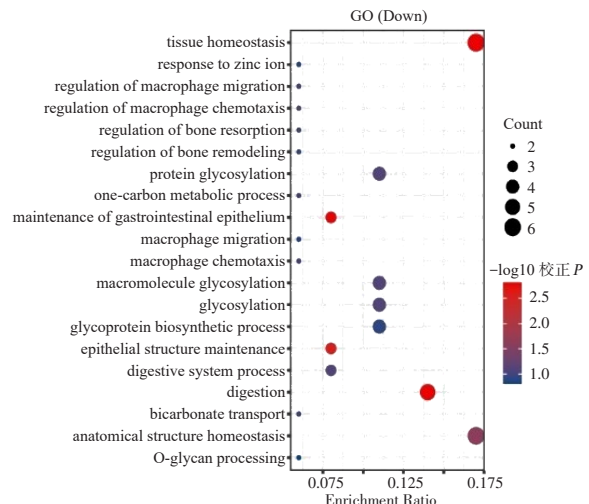 GO (Down)
tissue homeostasis
response to zinc ion
regulation of macrophage migration
regulation of macrophage chemotaxis
regulation of bone resorption
regulation of bone remodeling
protein glycosylation
one-carbon metabolic process
maintenance of gastrointestinal epithelium
macrophage migration
macrophage chemotaxis
macromolecule glycosylation
glycosylation
glycoprotein biosynthetic process
epithelial structure maintenance
digestive system process
digestion
bicarbonate transport
anatomical structure homeostasis
O-glycan processing
0.075 0.125 0.175
Enrichment Ratio
Count
2
3
4
5
6
−log10 校正 P
2.5
2.0
1.5
1.0